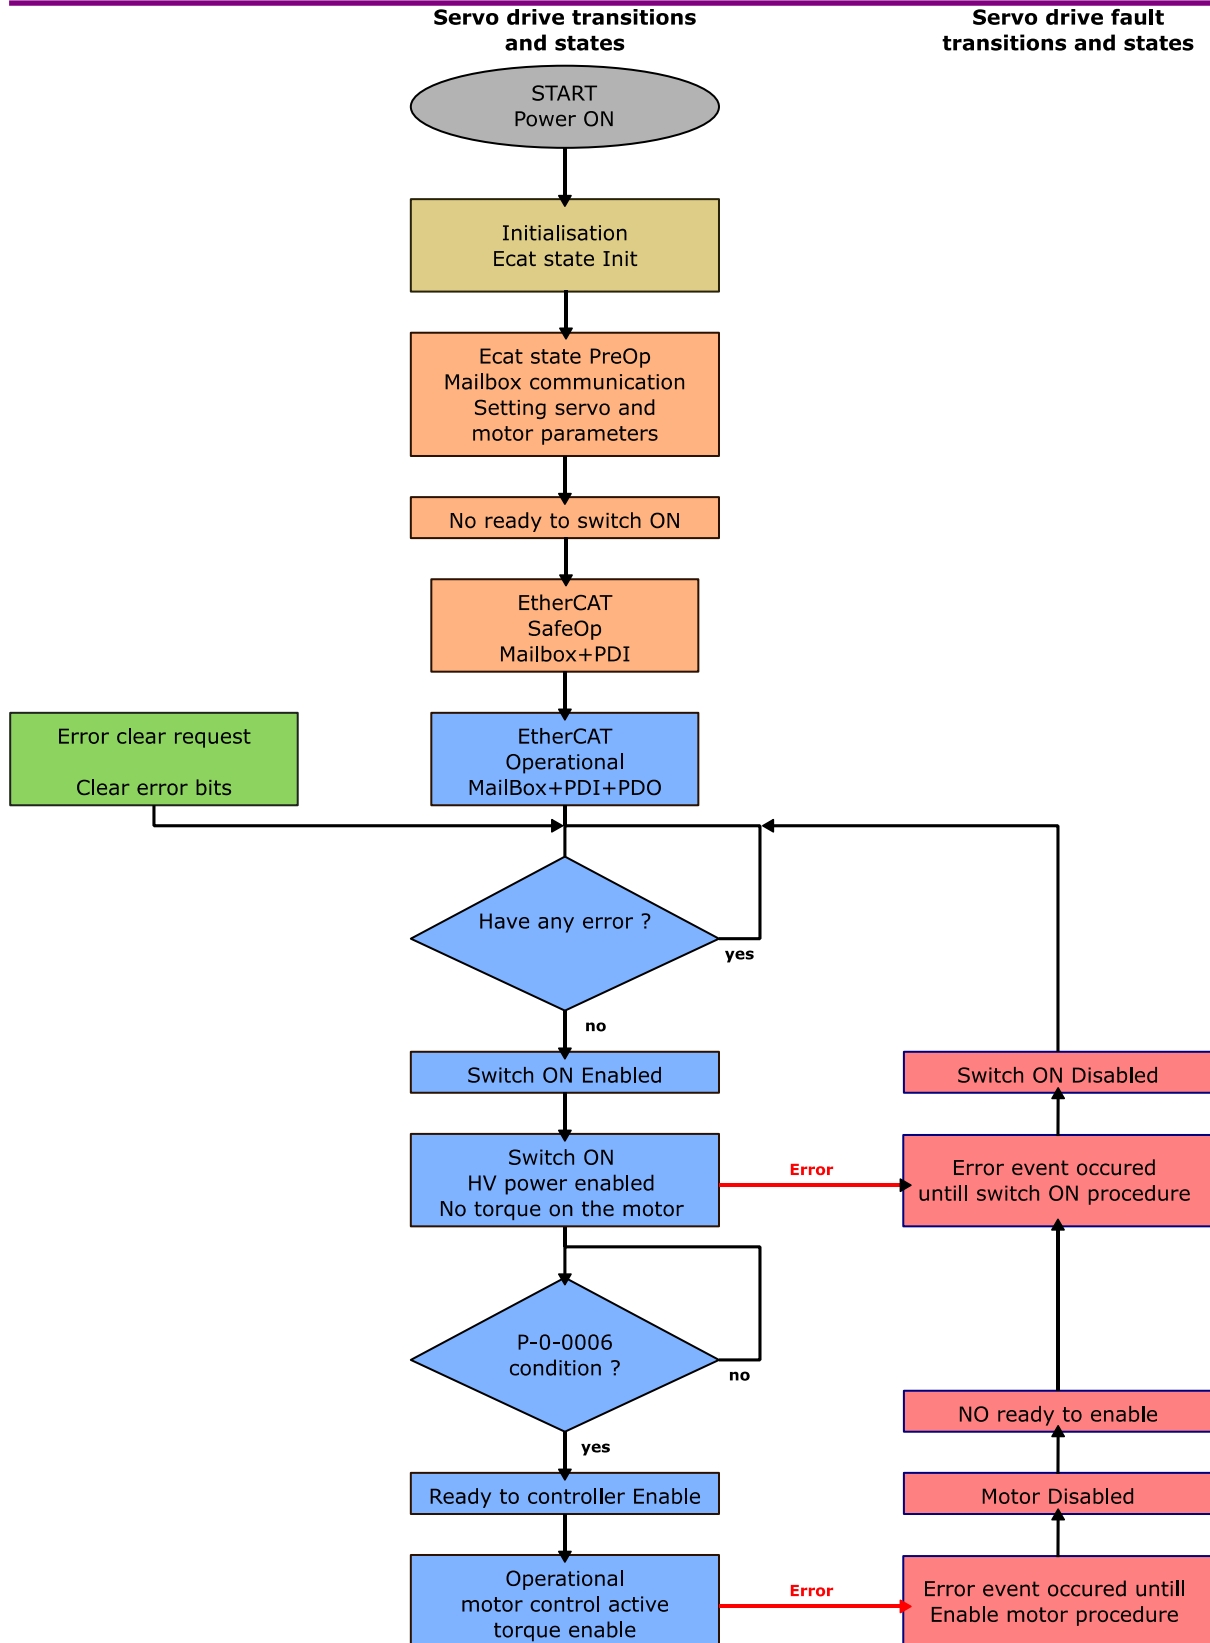 Servo drive transitions
and states
Servo drive fault
transitions and states
START
Power ON
Initialisation
Ecat state Init
Ecat state PreOp
Mailbox communication
Setting servo and
motor parameters
No ready to switch ON
EtherCAT
SafeOp
Mailbox+PDI
Error clear request
Clear error bits
EtherCAT
Operational
MailBox+PDI+PDO
Have any error ?
yes
no
Switch ON Enabled
Switch ON Disabled
Switch ON
HV power enabled
No torque on the motor
Error
Error event occured
untill switch ON procedure
P-0-0006
condition ?
no
yes
NO ready to enable
Ready to controller Enable
Motor Disabled
Operational
motor control active
torque enable
Error
Error event occured untill
Enable motor procedure